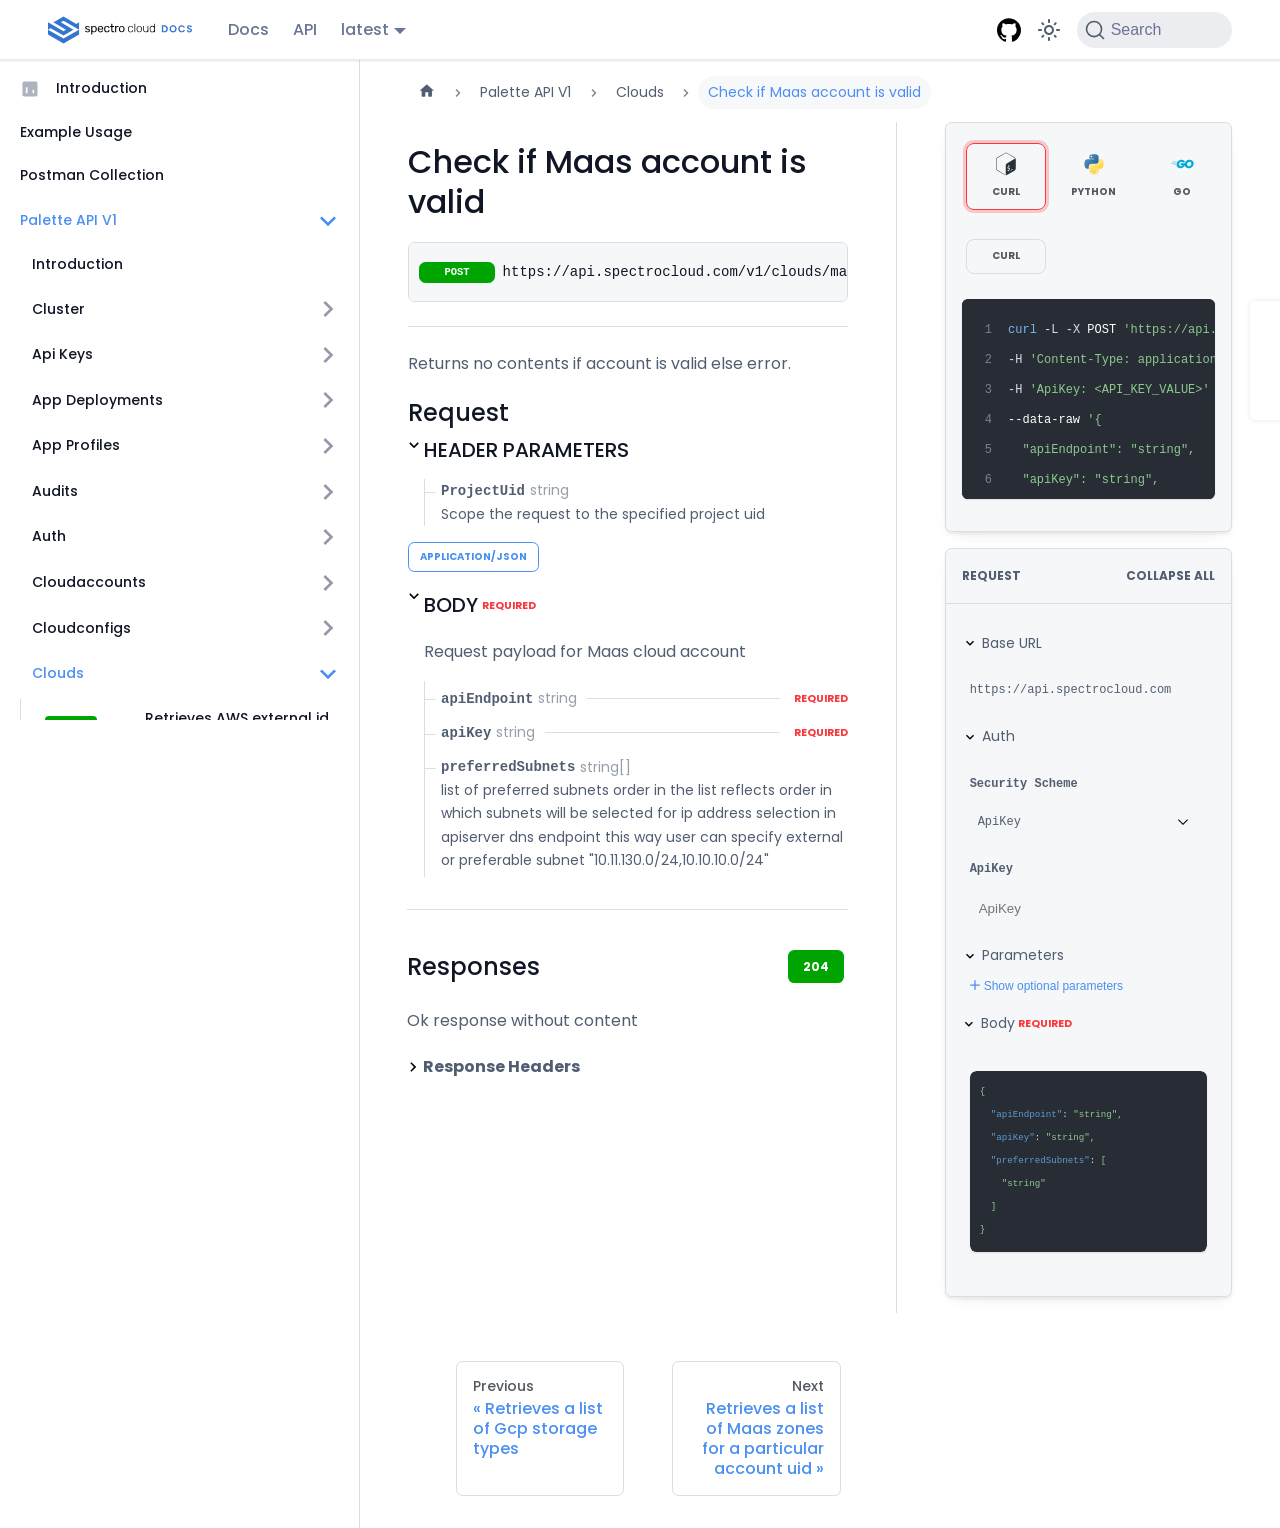 spectro cloud DOCS
Docs
API
latest
Search
Introduction
Example Usage
Postman Collection
Palette API V1
Introduction
Cluster
Api Keys
App Deployments
App Profiles
Audits
Auth
Cloudaccounts
Cloudconfigs
Clouds
Retrieves AWS external id
Palette API V1
Clouds
Check if Maas account is valid
Check if Maas account is
valid
POST https://api.spectrocloud.com/v1/clouds/ma
Returns no contents if account is valid else error.
Request
HEADER PARAMETERS
ProjectUid string
Scope the request to the specified project uid
APPLICATION/JSON
BODY REQUIRED
Request payload for Maas cloud account
apiEndpoint string REQUIRED
apiKey string REQUIRED
preferredSubnets string[]
list of preferred subnets order in the list reflects order in
which subnets will be selected for ip address selection in
apiserver dns endpoint this way user can specify external
or preferable subnet "10.11.130.0/24,10.10.10.0/24"
Responses
204
Ok response without content
Response Headers
CURL
PYTHON
GO
CURL
1 curl -L -X POST 'https://api.
2 -H 'Content-Type: application
3 -H 'ApiKey: <API_KEY_VALUE>'
4 --data-raw '{
5 "apiEndpoint": "string",
6 "apiKey": "string",
REQUEST
COLLAPSE ALL
Base URL
https://api.spectrocloud.com
Auth
Security Scheme
ApiKey
ApiKey
ApiKey
Parameters
Show optional parameters
Body REQUIRED
{
"apiEndpoint": "string",
"apiKey": "string",
"preferredSubnets": [
"string"
]
}
Previous
« Retrieves a list
of Gcp storage
types
Next
Retrieves a list
of Maas zones
for a particular
account uid »